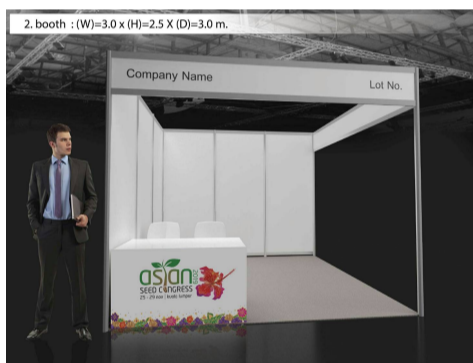 2. booth : (W)=3.0 x (H)=2.5 X (D)=3.0 m.
Company Name
Lot No.
asian
SEED CONGRESS